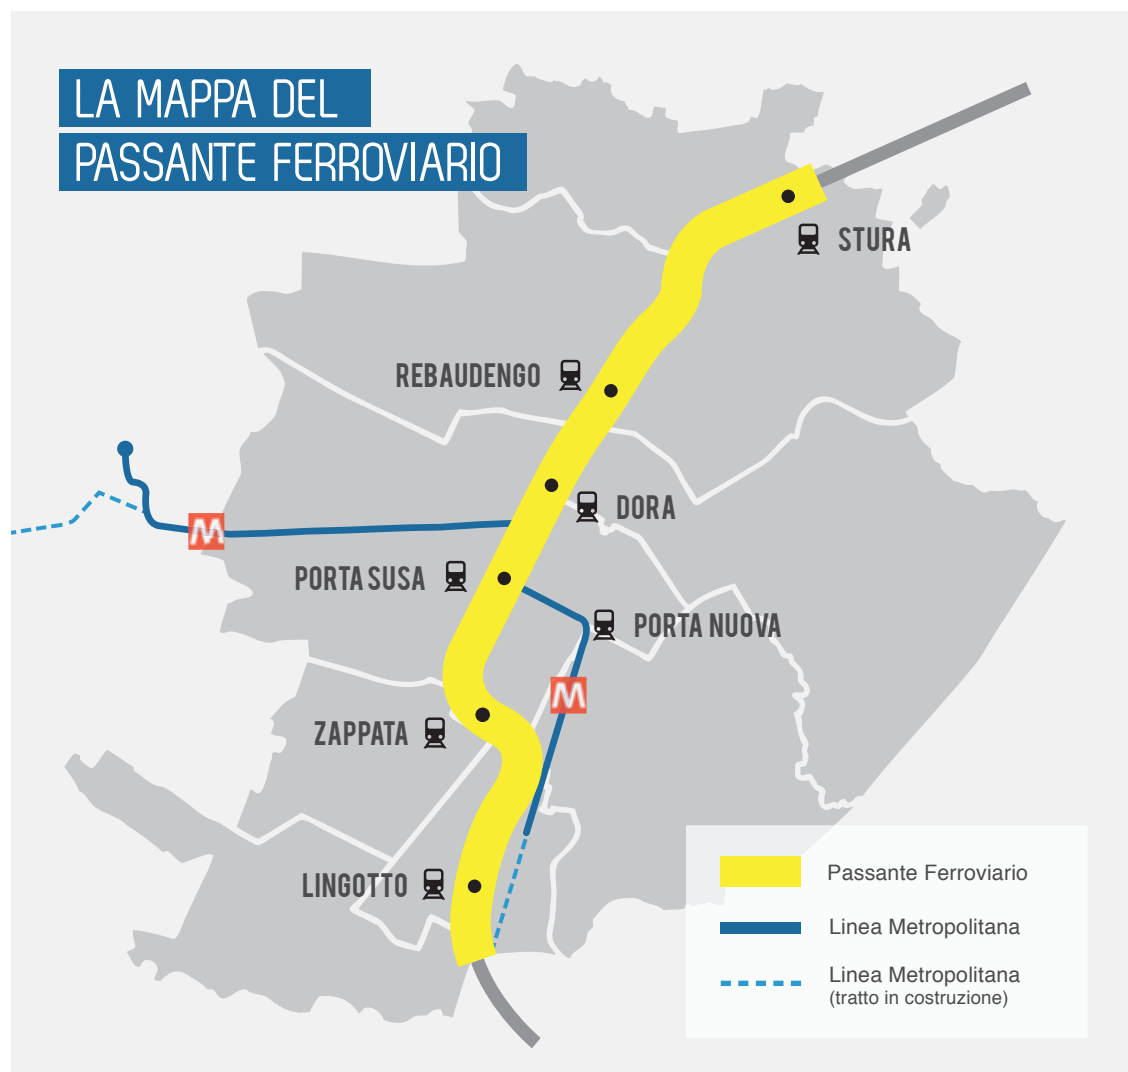 LA MAPPA DEL
PASSANTE FERROVIARIO
STURA
REBAUDENGO
DORA
M
PORTA SUSA
PORTA NUOVA
M
ZAPPATA
LINGOTTO
Passante Ferroviario
Linea Metropolitana
Linea Metropolitana
(tratto in costruzione)